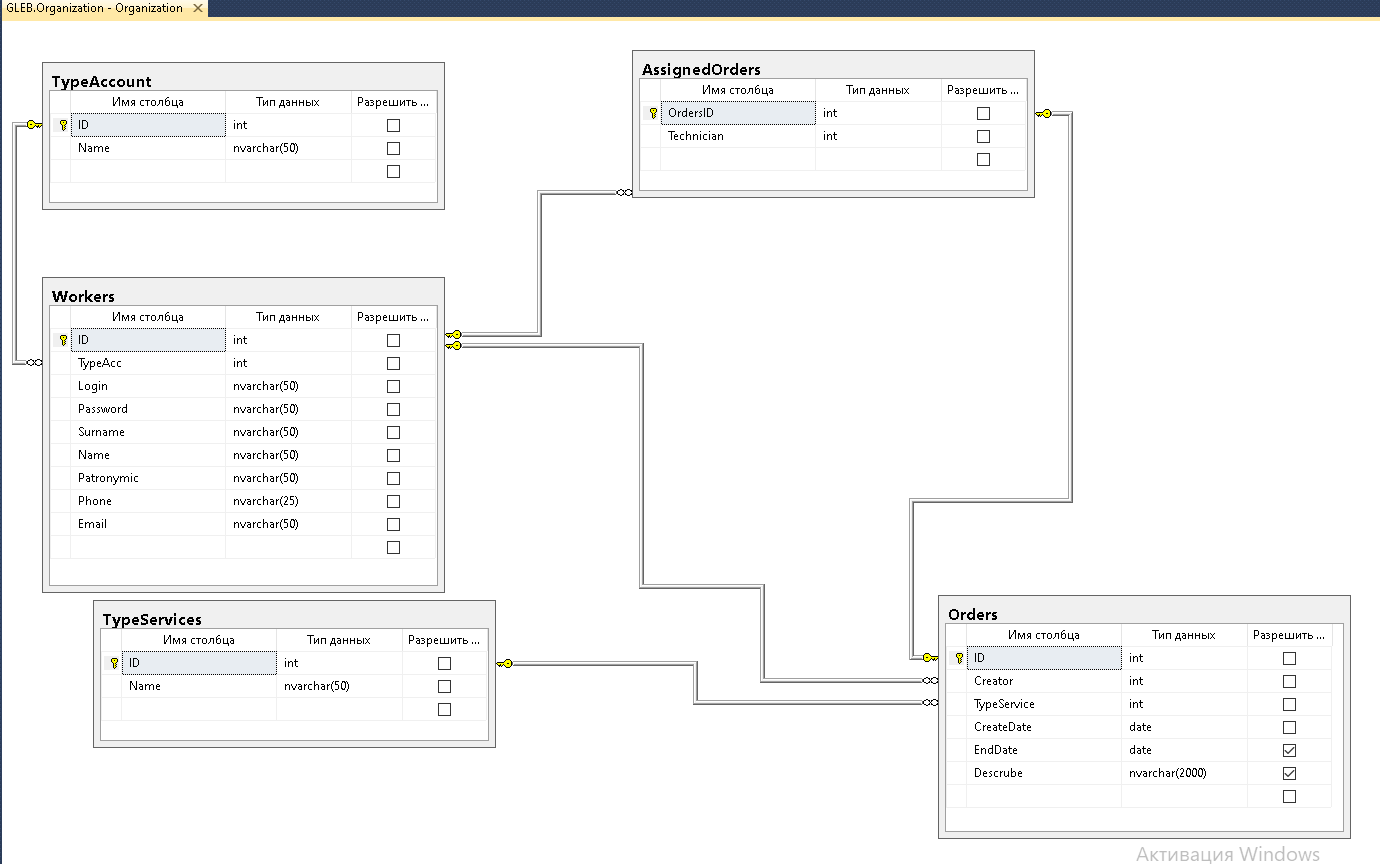 GLEB.Organization - Organization
TypeAccount
Имя столбца Тип данных Разрешить ...
ID int
Name nvarchar(50)
AssignedOrders
Имя столбца Тип данных Разрешить ...
OrdersID int
Technician int
Workers
Имя столбца Тип данных Разрешить ...
ID int
TypeAcc int
Login nvarchar(50)
Password nvarchar(50)
Surname nvarchar(50)
Name nvarchar(50)
Patronymic nvarchar(50)
Phone nvarchar(25)
Email nvarchar(50)
TypeServices
Имя столбца Тип данных Разрешить ...
ID int
Name nvarchar(50)
Orders
Имя столбца Тип данных Разрешить ...
ID int
Creator int
TypeService int
CreateDate date
EndDate date
Descrube nvarchar(2000)
Активация Windows